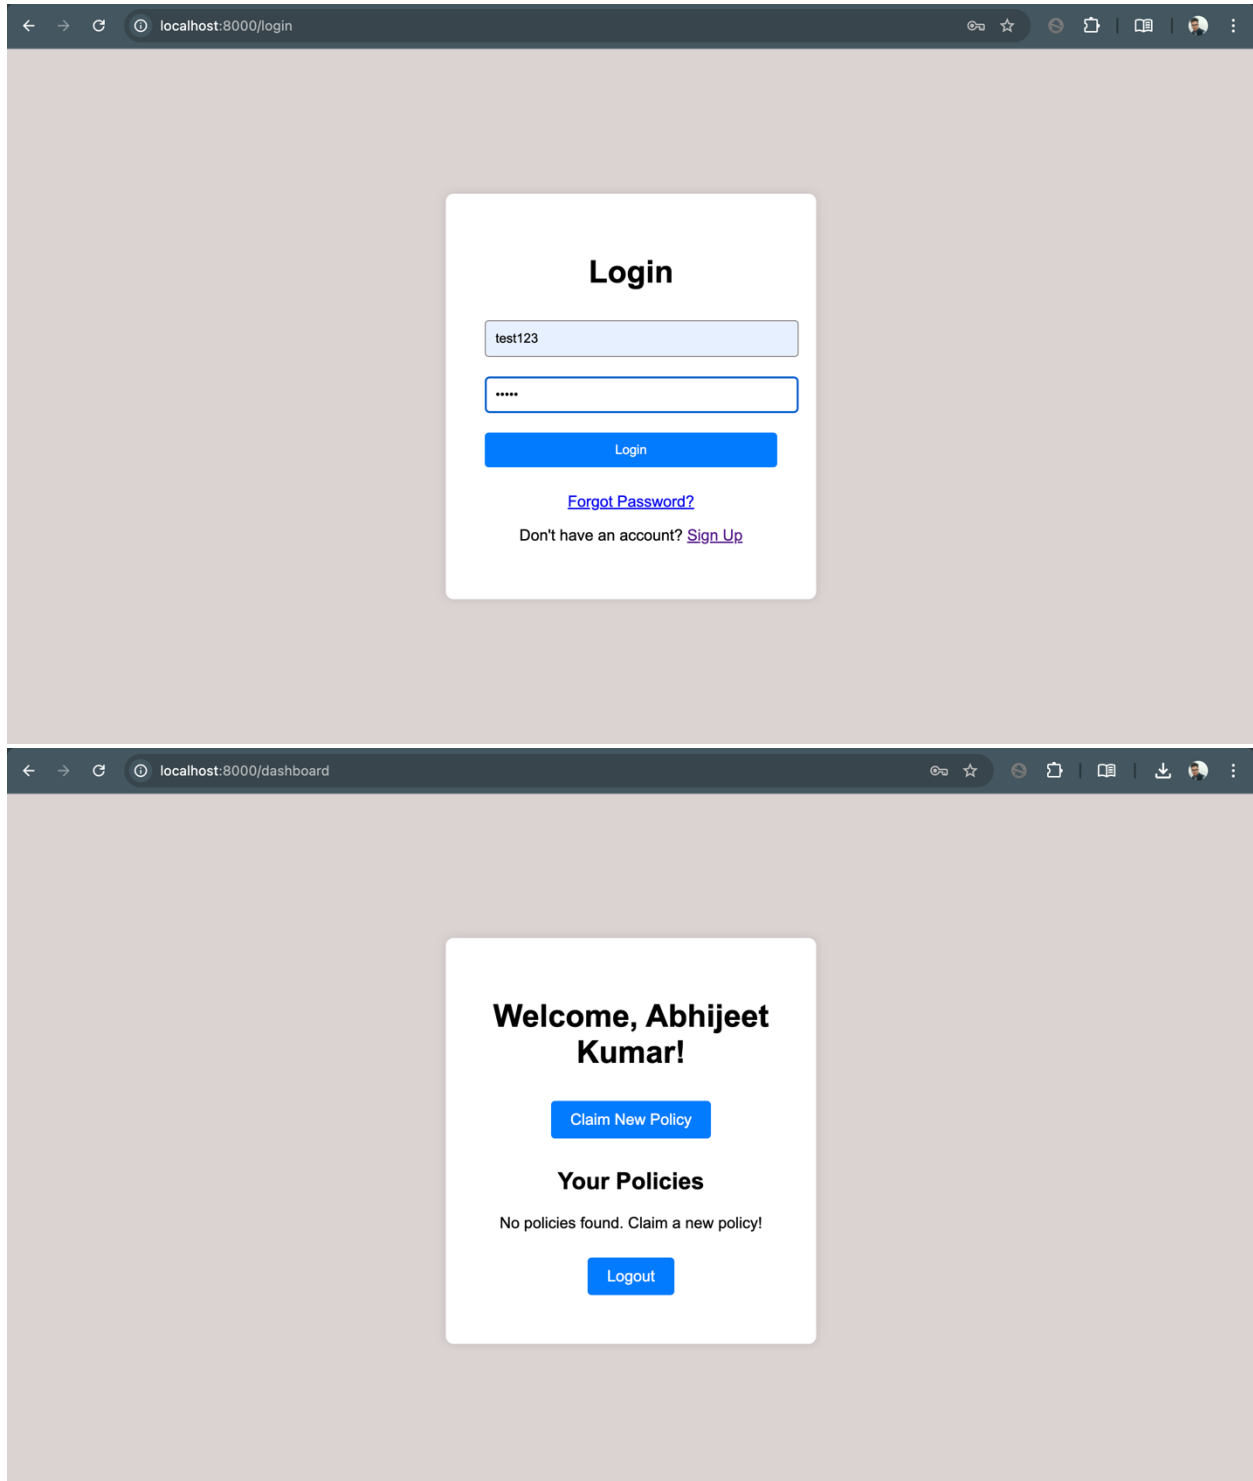 localhost:8000/login
Login
test123
•••••
Login
Forgot Password?
Don't have an account? Sign Up
localhost:8000/dashboard
Welcome, Abhijeet
Kumar!
Claim New Policy
Your Policies
No policies found. Claim a new policy!
Logout